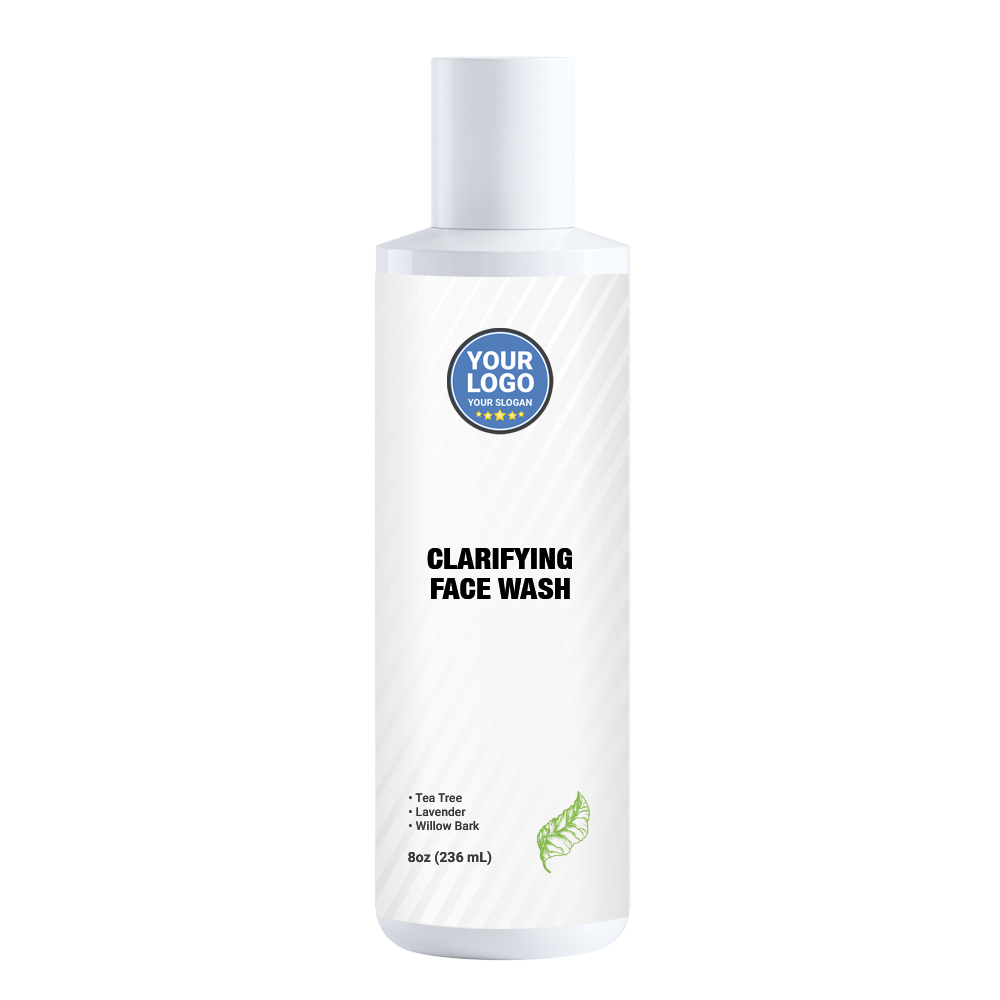 YOUR
LOGO
YOUR SLOGAN
CLARIFYING
FACE WASH
• Tea Tree
• Lavender
• Willow Bark
8oz (236 mL)